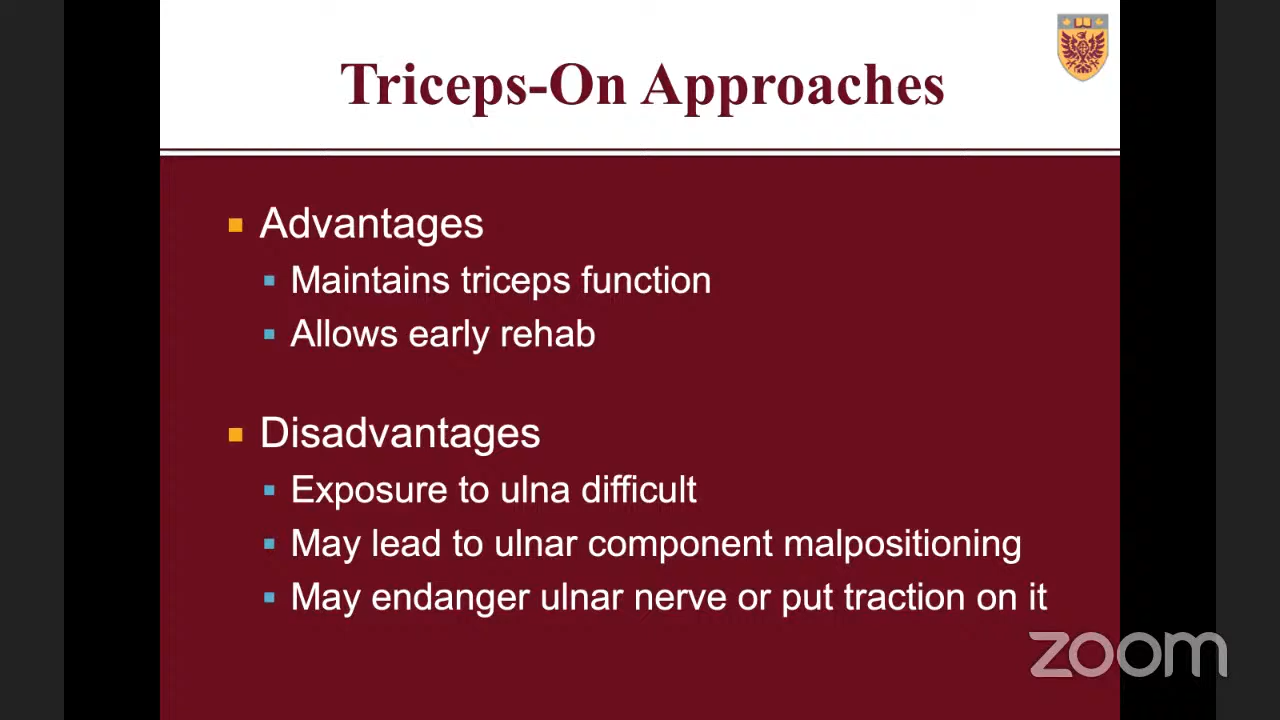 Triceps-On Approaches
Advantages
Maintains triceps function
Allows early rehab
Disadvantages
Exposure to ulna difficult
May lead to ulnar component malpositioning
May endanger ulnar nerve or put traction on it
zoom